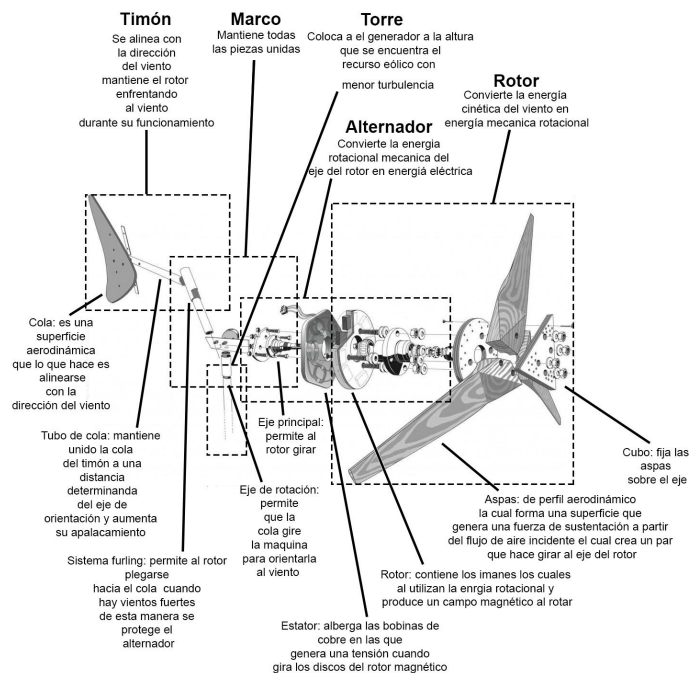 Timón
Se alinea con
la dirección
del viento
mantiene el rotor
enfrentando
al viento
durante su funcionamiento
Marco
Mantiene todas
las piezas unidas
Torre
Coloca a el generador a la altura
que se encuentra el
recurso eólico con
menor turbulencia
Rotor
Convierte la energía
cinética del viento en
energía mecanica rotacional
Alternador
Convierte la energia
rotacional mecanica del
eje del rotor en energiá eléctrica
Cola: es una
superficie
aerodinámica
que lo que hace es
alinearse
con la
dirección del viento
Tubo de cola: mantiene
unido la cola
del timón a una
distancia
determinanda
del eje de
orientación y aumenta
su apalacamiento
Sistema furling: permite al rotor
plegarse
hacia el cola cuando
hay vientos fuertes
de esta manera se
protege el
alternador
Eje principal:
permite al
rotor girar
Eje de rotación:
permite
que la
cola gire
la maquina
para orientarla
al viento
Estator: alberga las bobinas de
cobre en las que
genera una tensión cuando
gira los discos del rotor magnético
Rotor: contiene los imanes los cuales
al utilizan la enrgia rotacional y
produce un campo magnético al rotar
Aspas: de perfil aerodinámico
la cual forma una superficie que
genera una fuerza de sustentación a partir
del flujo de aire incidente el cual crea un par
que hace girar al eje del rotor
Cubo: fija las
aspas
sobre el eje